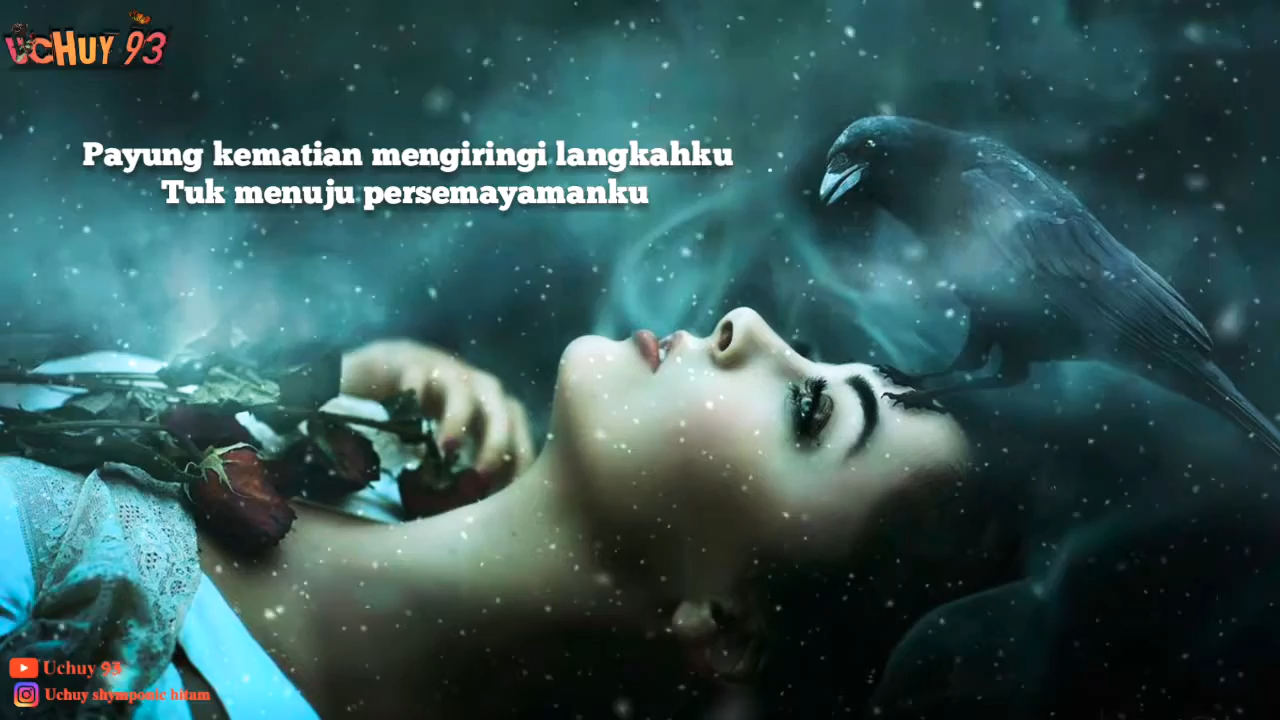 UCHUY 93
Payung kematian mengiringi langkahku
Tuk menuju persemayamanku
Uchuy 93
Uchuy shymponic hitam